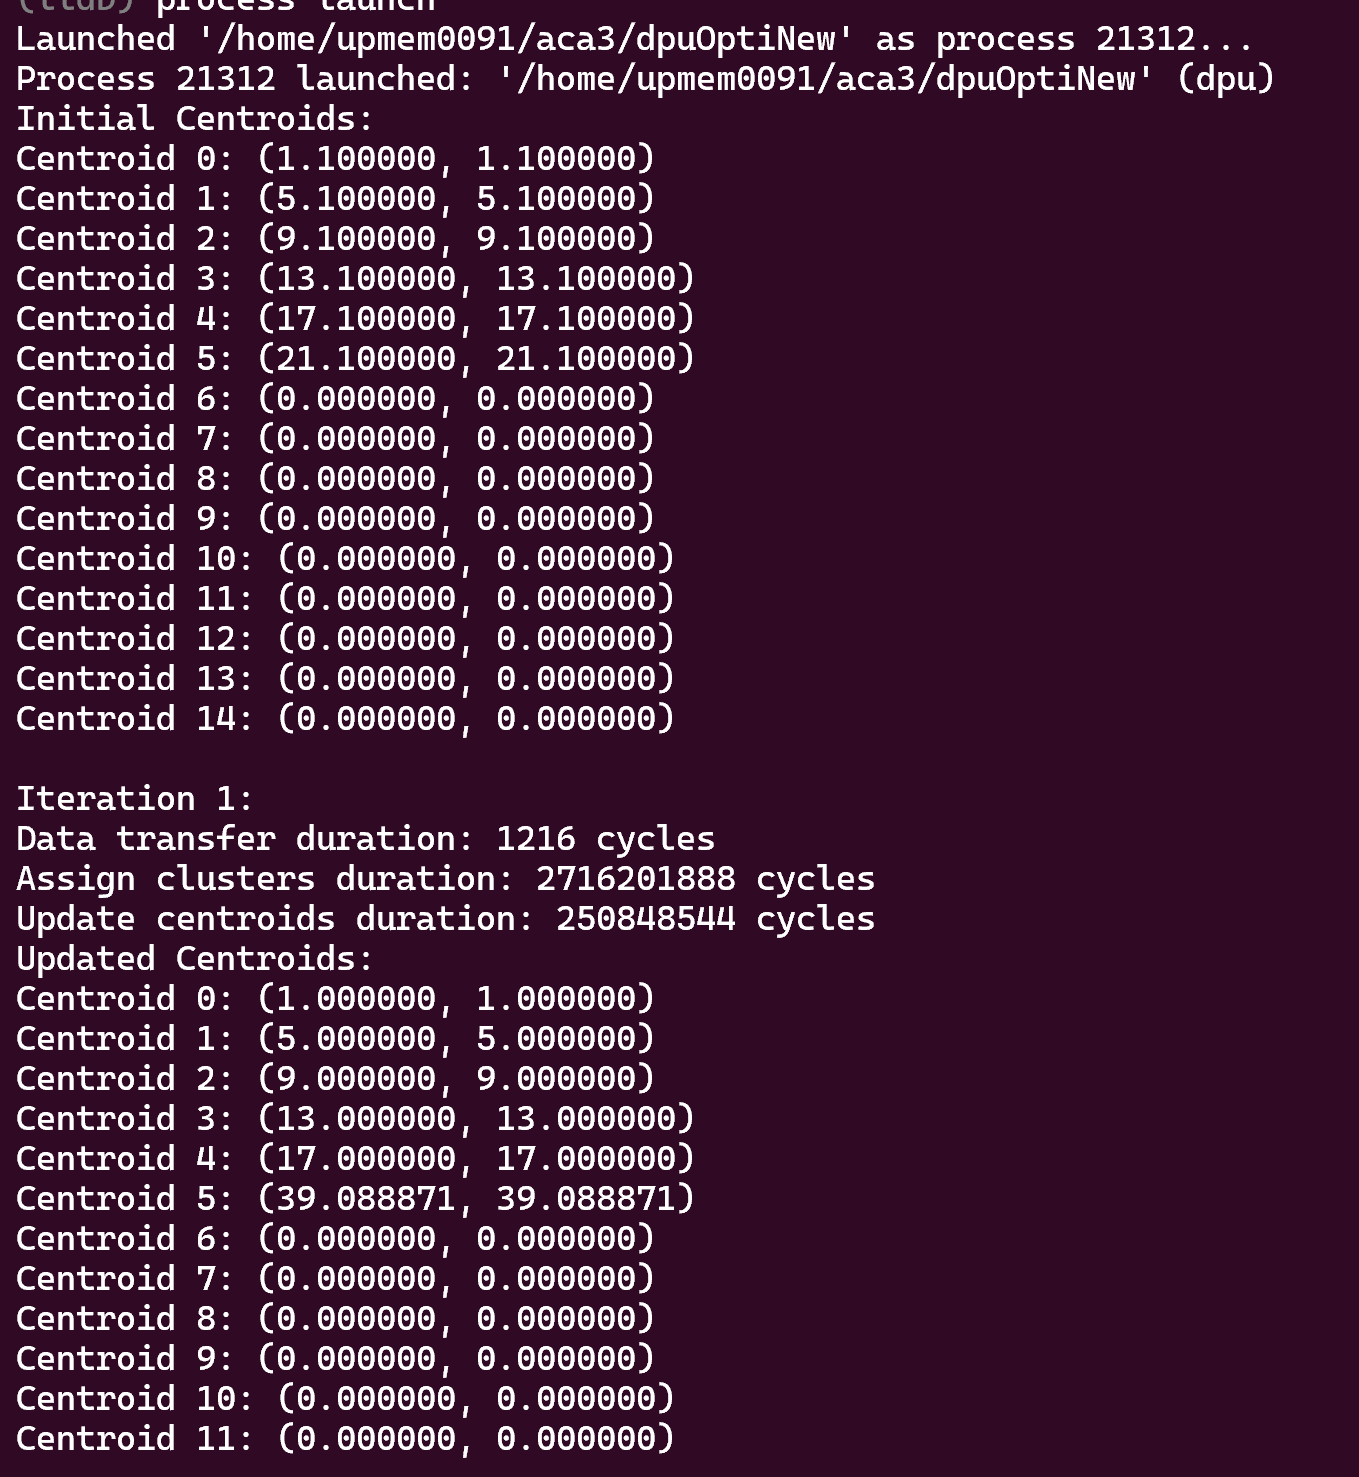 (lldb) process launch
Launched '/home/upmem0091/aca3/dpuOptiNew' as process 21312...
Process 21312 launched: '/home/upmem0091/aca3/dpuOptiNew' (dpu)
Initial Centroids:
Centroid 0: (1.100000, 1.100000)
Centroid 1: (5.100000, 5.100000)
Centroid 2: (9.100000, 9.100000)
Centroid 3: (13.100000, 13.100000)
Centroid 4: (17.100000, 17.100000)
Centroid 5: (21.100000, 21.100000)
Centroid 6: (0.000000, 0.000000)
Centroid 7: (0.000000, 0.000000)
Centroid 8: (0.000000, 0.000000)
Centroid 9: (0.000000, 0.000000)
Centroid 10: (0.000000, 0.000000)
Centroid 11: (0.000000, 0.000000)
Centroid 12: (0.000000, 0.000000)
Centroid 13: (0.000000, 0.000000)
Centroid 14: (0.000000, 0.000000)
Iteration 1:
Data transfer duration: 1216 cycles
Assign clusters duration: 2716201888 cycles
Update centroids duration: 250848544 cycles
Updated Centroids:
Centroid 0: (1.000000, 1.000000)
Centroid 1: (5.000000, 5.000000)
Centroid 2: (9.000000, 9.000000)
Centroid 3: (13.000000, 13.000000)
Centroid 4: (17.000000, 17.000000)
Centroid 5: (39.088871, 39.088871)
Centroid 6: (0.000000, 0.000000)
Centroid 7: (0.000000, 0.000000)
Centroid 8: (0.000000, 0.000000)
Centroid 9: (0.000000, 0.000000)
Centroid 10: (0.000000, 0.000000)
Centroid 11: (0.000000, 0.000000)